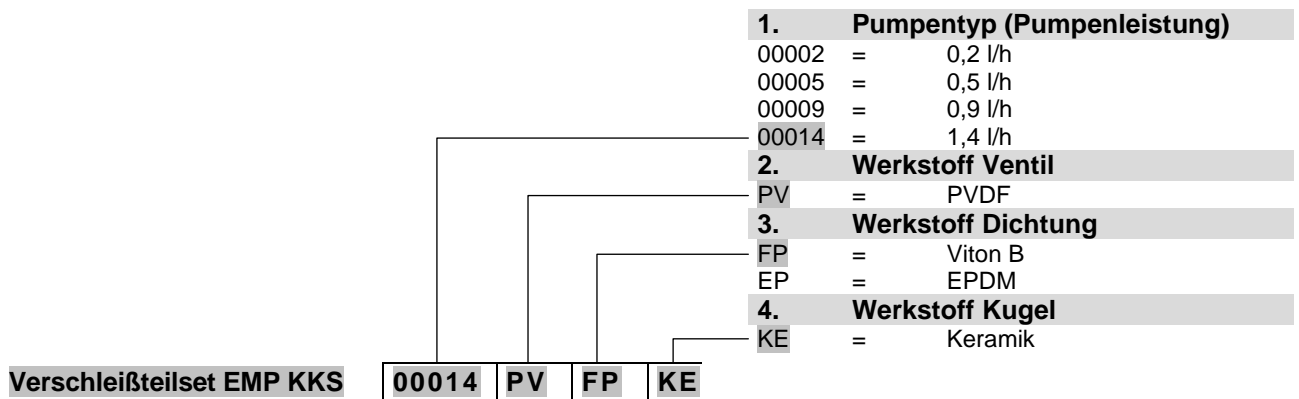 1. Pumpentyp (Pumpenleistung)
00002 = 0,2 l/h
00005 = 0,5 l/h
00009 = 0,9 l/h
00014 = 1,4 l/h
2. Werkstoff Ventil
PV = PVDF
3. Werkstoff Dichtung
FP = Viton B
EP = EPDM
4. Werkstoff Kugel
KE = Keramik
Verschleißteilset EMP KKS 00014 PV FP KE